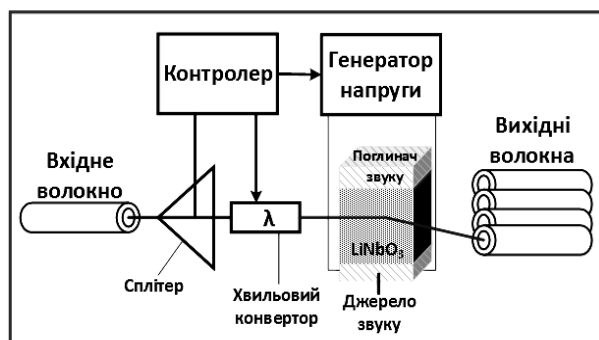 Контролер
Генератор
напруги
Вхідне
волокно
Вихідні
волокна
Поглинач
звуку
λ
LiNbO₃
Сплітер
Хвильовий
конвертор
Джерело
звуку